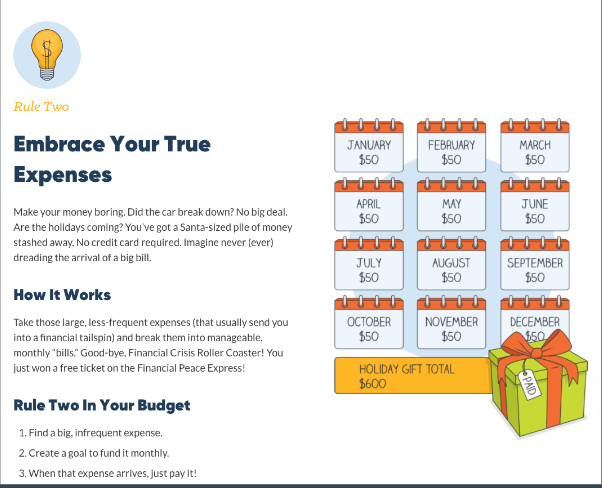 $
Rule Two
Embrace Your True
Expenses
Make your money boring. Did the car break down? No big deal.
Are the holidays coming? You've got a Santa-sized pile of money
stashed away. No credit card required. Imagine never (ever)
dreading the arrival of a big bill.
How It Works
Take those large, less-frequent expenses (that usually send you
into a financial tailspin) and break them into manageable,
monthly “bills.” Good-bye, Financial Crisis Roller Coaster! You
just won a free ticket on the Financial Peace Express!
Rule Two In Your Budget
1. Find a big, infrequent expense.
2. Create a goal to fund it monthly.
3. When that expense arrives, just pay it!
JANUARY
$50
FEBRUARY
$50
MARCH
$50
APRIL
$50
MAY
$50
JUNE
$50
JULY
$50
AUGUST
$50
SEPTEMBER
$50
OCTOBER
$50
NOVEMBER
$50
DECEMBER
$50
HOLIDAY GIFT TOTAL
$600
PAID